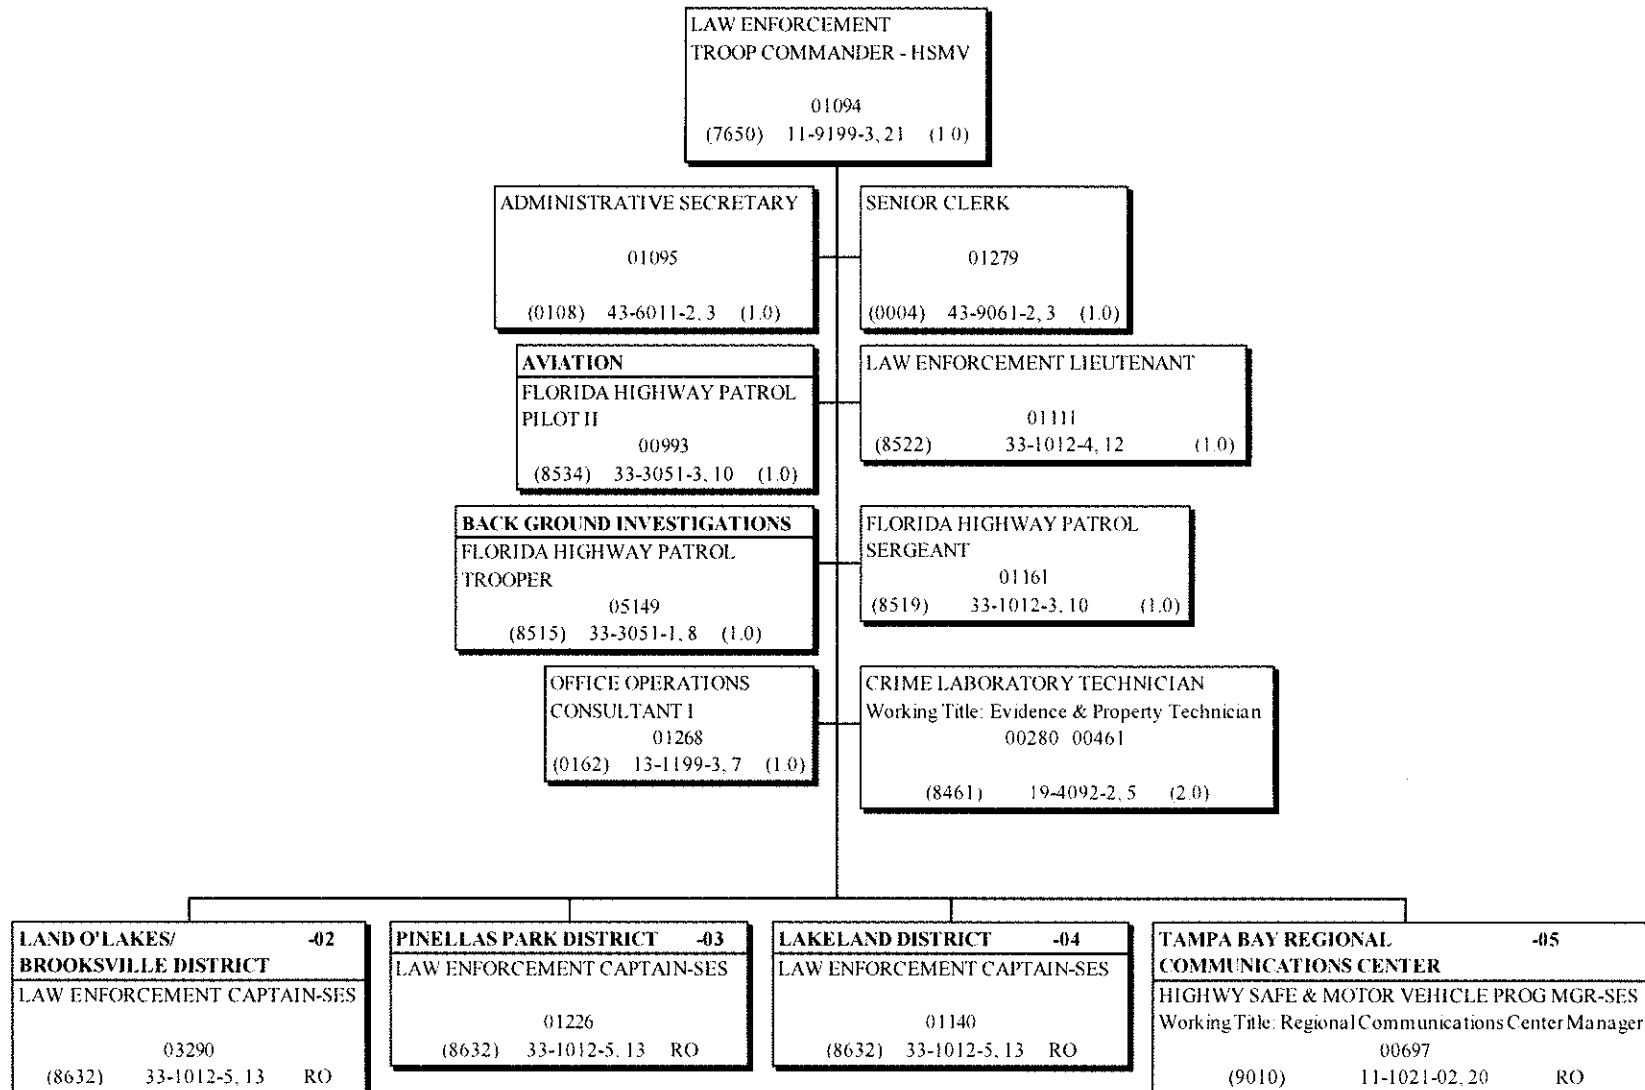 LAW ENFORCEMENT
TROOP COMMANDER - HSMV
01094
(7650) 11-9199-3, 21 (1 0)
ADMINISTRATIVE SECRETARY
01095
(0108) 43-6011-2, 3 (1.0)
SENIOR CLERK
01279
(0004) 43-9061-2, 3 (1.0)
AVIATION
FLORIDA HIGHWAY PATROL
PILOT II
00993
(8534) 33-3051-3, 10 (1.0)
LAW ENFORCEMENT LIEUTENANT
01111
(8522) 33-1012-4, 12 (1.0)
BACK GROUND INVESTIGATIONS
FLORIDA HIGHWAY PATROL
TROOPER
05149
(8515) 33-3051-1, 8 (1.0)
FLORIDA HIGHWAY PATROL
SERGEANT
01161
(8519) 33-1012-3, 10 (1.0)
OFFICE OPERATIONS
CONSULTANT I
01268
(0162) 13-1199-3, 7 (1.0)
CRIME LABORATORY TECHNICIAN
Working Title: Evidence & Property Technician
00280 00461
(8461) 19-4092-2, 5 (2.0)
LAND O'LAKES/ -02
BROOKSVILLE DISTRICT
LAW ENFORCEMENT CAPTAIN-SES
03290
(8632) 33-1012-5, 13 RO
PINELLAS PARK DISTRICT -03
LAW ENFORCEMENT CAPTAIN-SES
01226
(8632) 33-1012-5, 13 RO
LAKELAND DISTRICT -04
LAW ENFORCEMENT CAPTAIN-SES
01140
(8632) 33-1012-5, 13 RO
TAMPA BAY REGIONAL -05
COMMUNICATIONS CENTER
HIGHWY SAFE & MOTOR VEHICLE PROG MGR-SES
Working Title: Regional Communications Center Manager
00697
(9010) 11-1021-02, 20 RO